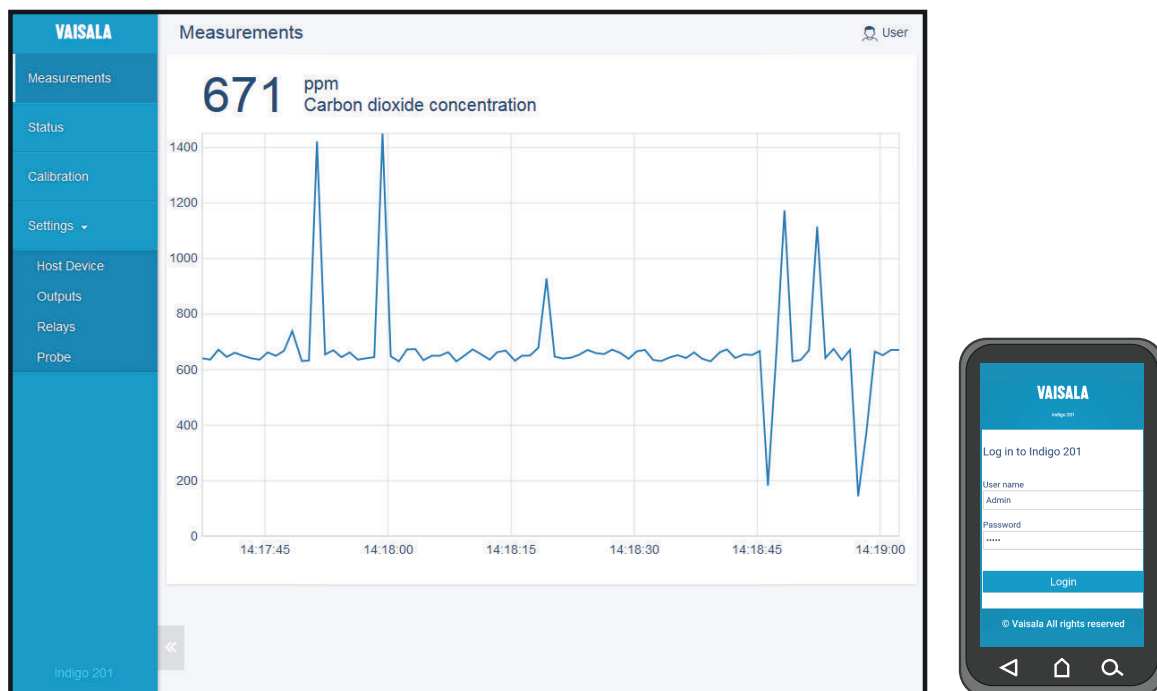 VAISALA
Measurements
User
Measurements
Status
Calibration
Settings
Host Device
Outputs
Relays
Probe
Indigo 201
671 ppm
Carbon dioxide concentration
1400
1200
1000
800
600
400
200
0
14:17:45 14:18:00 14:18:15 14:18:30 14:18:45 14:19:00
VAISALA
Indigo 201
Log in to Indigo 201
User name
Admin
Password
•••••
Login
© Vaisala All rights reserved